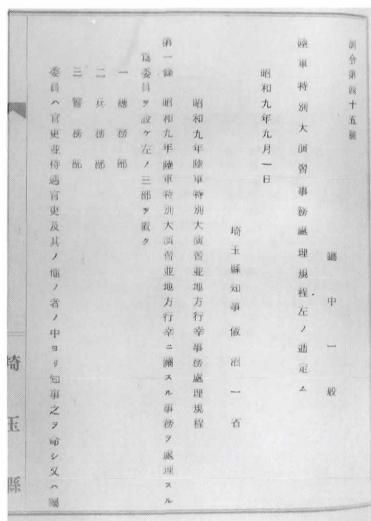 訓令第四十五號
廳中一般
陸軍特別大演習事務處理規程左ノ通定ム
昭和九年九月一日
埼玉縣知事 飯沼一省
昭和九年陸軍特別大演習並地方行幸事務處理規程
第一條 昭和九年陸軍特別大演習並地方行幸ニ關スル事務ヲ處理スル
爲委員ヲ設ケ左ノ三部ヲ置ク
一 總務部
二 兵務部
三 警務部
委員ハ官吏並待遇官吏及其ノ他ノ者ノ中ヨリ知事之ヲ命シ又ハ囑
埼玉縣